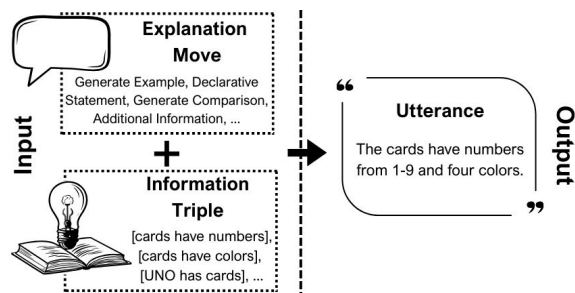 Input
Explanation
Move
Generate Example, Declarative
Statement, Generate Comparison,
Additional Information, ...
+
Information
Triple
[cards have numbers],
[cards have colors],
[UNO has cards], ...
“
Utterance
The cards have numbers
from 1-9 and four colors.
”
Output